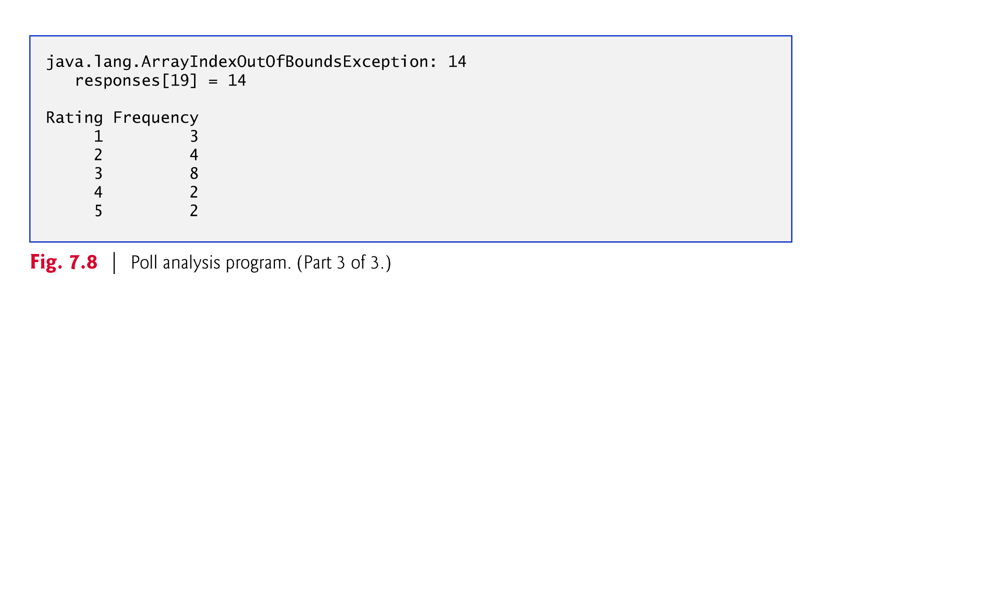 java.lang.ArrayIndexOutOfBoundsException: 14
responses[19] = 14
Rating Frequency
1 3
2 4
3 8
4 2
5 2
Fig. 7.8 | Poll analysis program. (Part 3 of 3.)